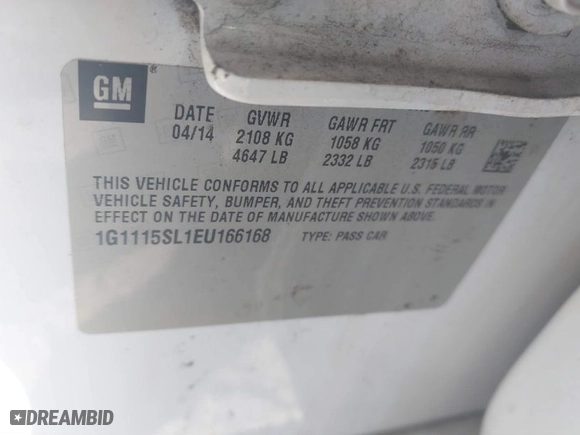 GM
DATE GVWR GAWR FRT GAWR RR
04/14 2108 KG 1058 KG 1050 KG
4647 LB 2332 LB 2315 LB
THIS VEHICLE CONFORMS TO ALL APPLICABLE U.S. FEDERAL MOTOR
VEHICLE SAFETY, BUMPER, AND THEFT PREVENTION STANDARDS IN
EFFECT ON THE DATE OF MANUFACTURE SHOWN ABOVE.
1G1115SL1EU166168 TYPE: PASS CAR
DREAMBID